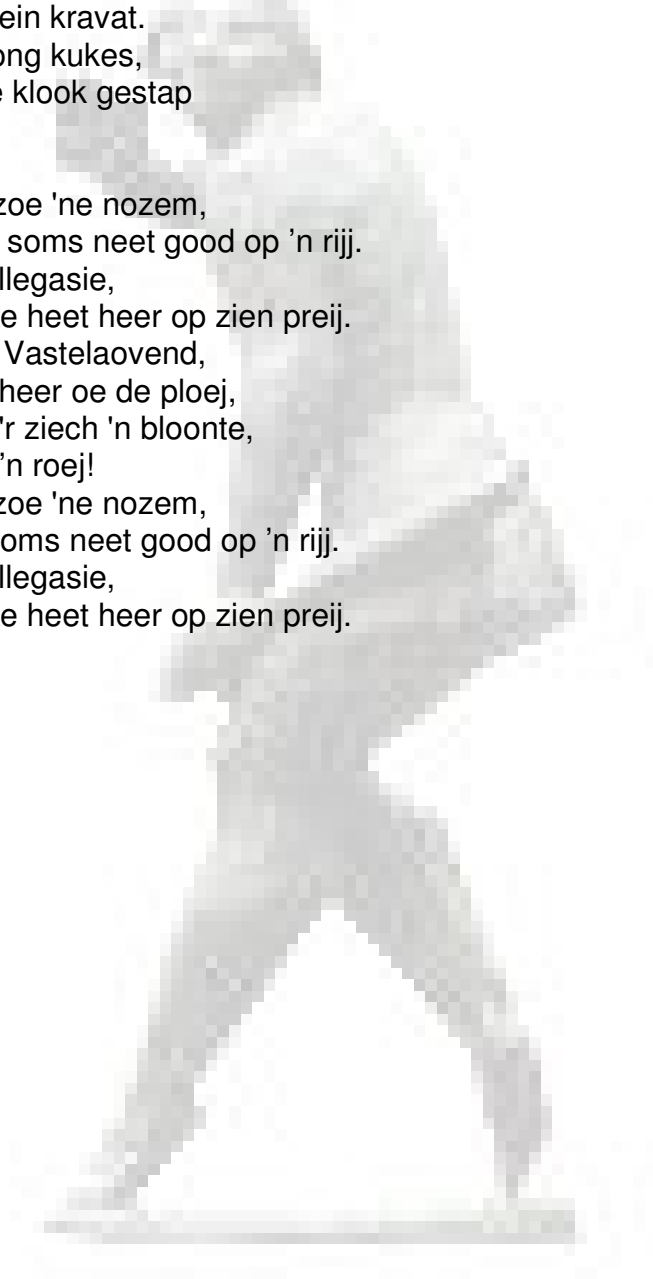 ein kravat.
ong kukes,
e klook gestap
zoe 'ne nozem,
soms neet good op ’n rijj.
llegasie,
e heet heer op zien preij.
Vastelaovend,
heer oe de ploej,
'r ziech 'n bloonte,
’n roej!
zoe 'ne nozem,
oms neet good op ’n rijj.
llegasie,
e heet heer op zien preij.